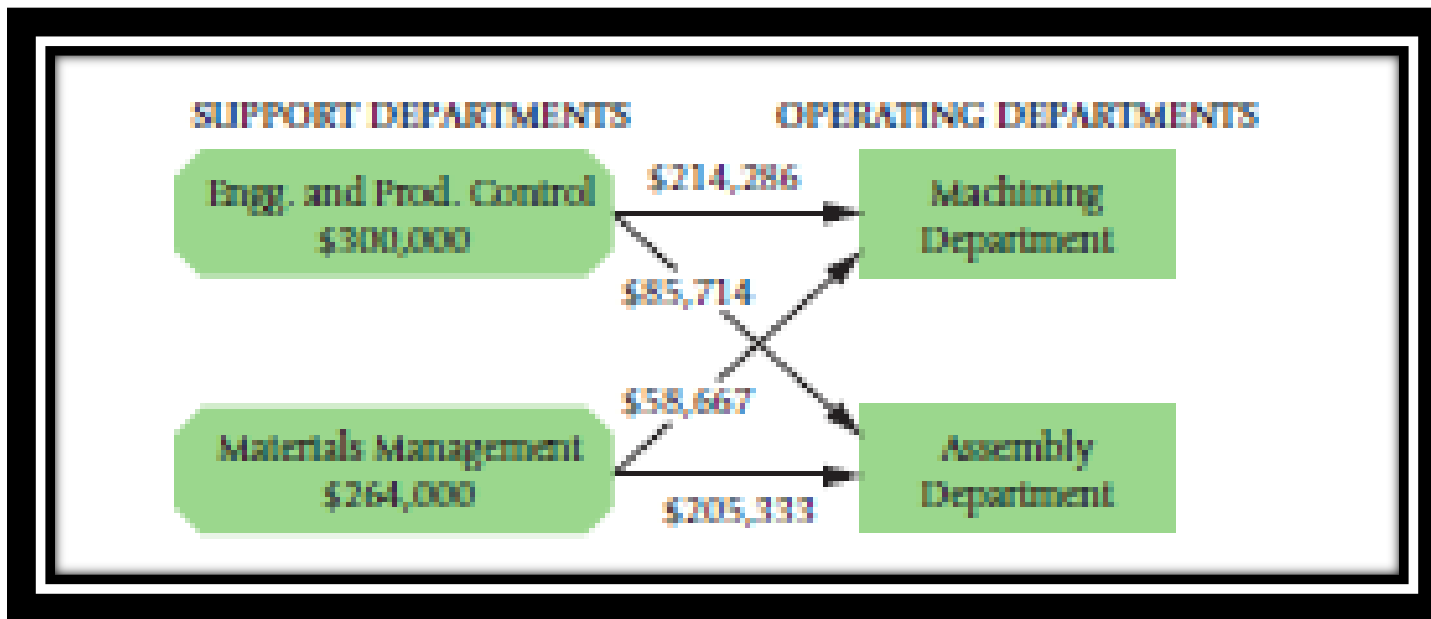 SUPPORT DEPARTMENTS
OPERATING DEPARTMENTS
Engg. and Prod. Control
$300,000
$214,286
Machining
Department
$85,714
$58,667
Materials Management
$264,000
$205,333
Assembly
Department